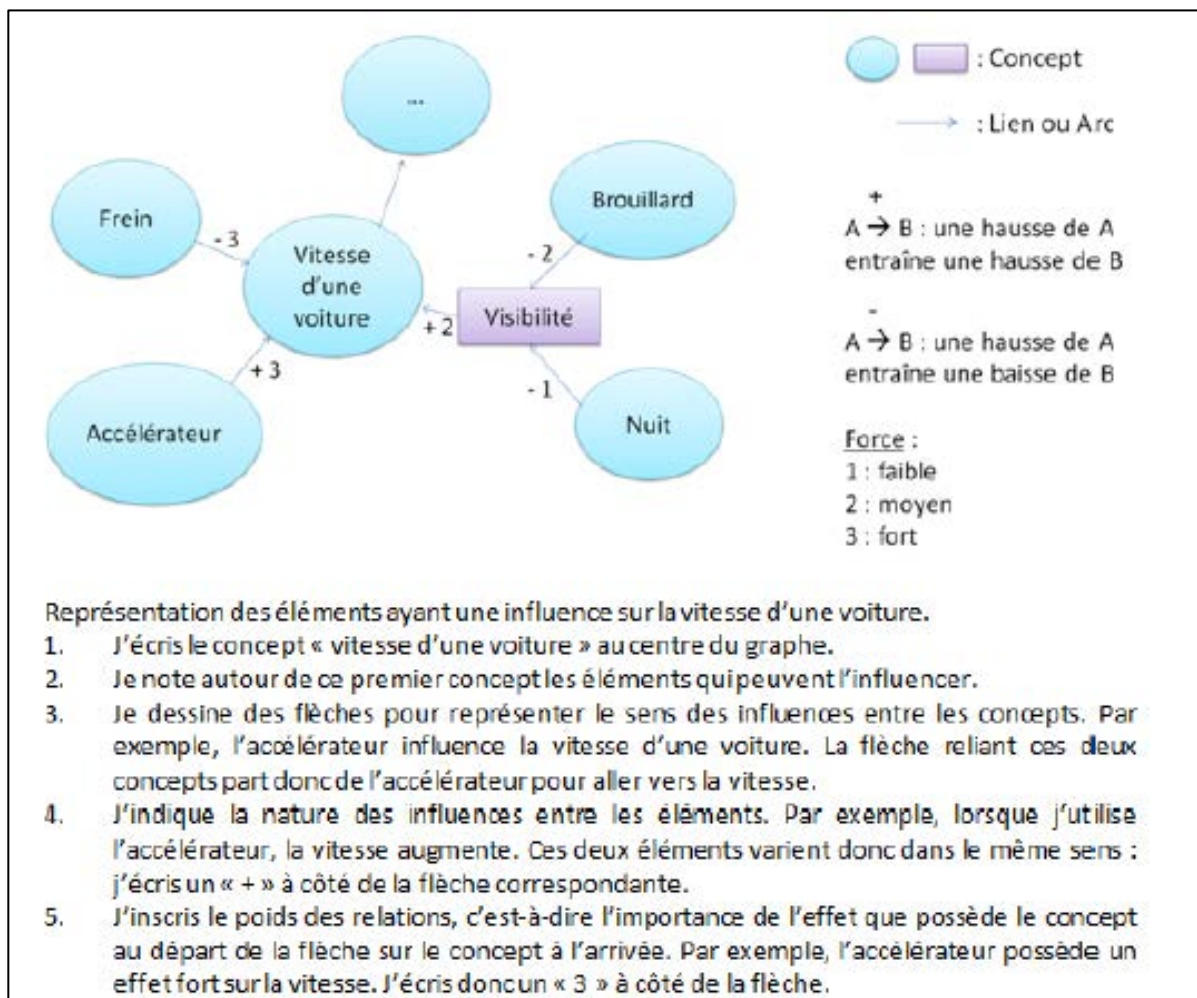 ...
Frein
Brouillard
- 3
Vitesse
d'une
voiture
- 2
+ 2
Visibilité
+ 3
- 1
Accélérateur
Nuit
: Concept
: Lien ou Arc
+
A → B : une hausse de A
entraîne une hausse de B
-
A → B : une hausse de A
entraîne une baisse de B
Force :
1 : faible
2 : moyen
3 : fort
Représentation des éléments ayant une influence sur la vitesse d'une voiture.
1. J'écris le concept « vitesse d'une voiture » au centre du graphe.
2. Je note autour de ce premier concept les éléments qui peuvent l'influencer.
3. Je dessine des flèches pour représenter le sens des influences entre les concepts. Par
exemple, l'accélérateur influence la vitesse d'une voiture. La flèche reliant ces deux
concepts part donc de l'accélérateur pour aller vers la vitesse.
4. J'indique la nature des influences entre les éléments. Par exemple, lorsque j'utilise
l'accélérateur, la vitesse augmente. Ces deux éléments varient donc dans le même sens :
j'écris un « + » à côté de la flèche correspondante.
5. J'inscris le poids des relations, c'est-à-dire l'importance de l'effet que possède le concept
au départ de la flèche sur le concept à l'arrivée. Par exemple, l'accélérateur possède un
effet fort sur la vitesse. J'écris donc un « 3 » à côté de la flèche.